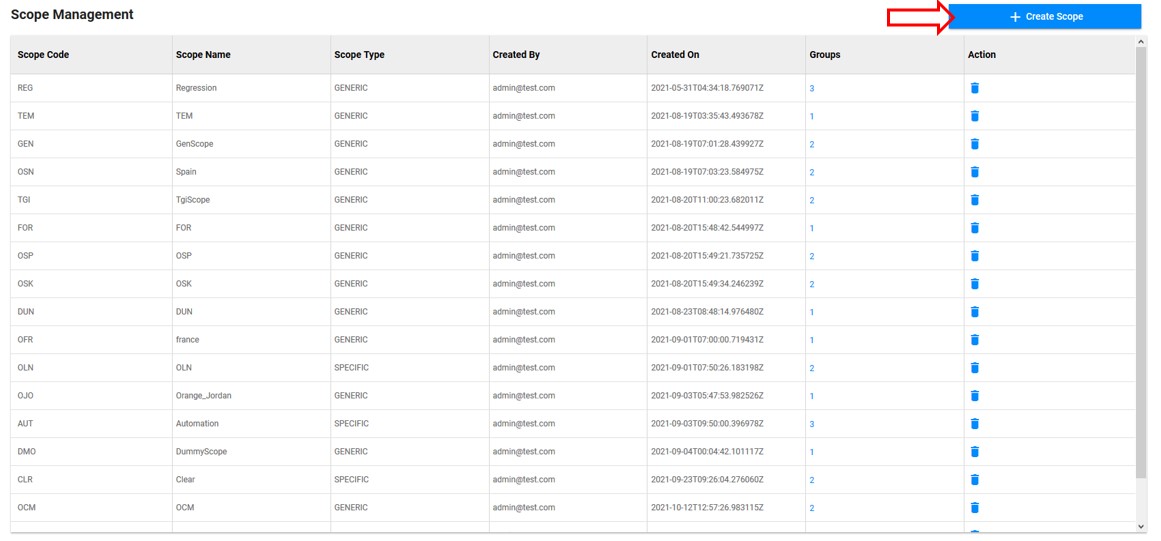 Scope Management
+ Create Scope
Scope Code Scope Name Scope Type Created By Created On Groups Action
REG Regression GENERIC admin@test.com 2021-05-31T04:34:18.769071Z 3
TEM TEM GENERIC admin@test.com 2021-08-19T03:35:43.493678Z 1
GEN GenScope GENERIC admin@test.com 2021-08-19T07:01:28.439927Z 2
OSN Spain GENERIC admin@test.com 2021-08-19T07:03:23.584975Z 2
TGI TgiScope GENERIC admin@test.com 2021-08-20T11:00:23.682011Z 2
FOR FOR GENERIC admin@test.com 2021-08-20T15:48:42.544997Z 1
OSP OSP GENERIC admin@test.com 2021-08-20T15:49:21.735725Z 2
OSK OSK GENERIC admin@test.com 2021-08-20T15:49:34.246239Z 2
DUN DUN GENERIC admin@test.com 2021-08-23T08:48:14.976480Z 1
OFR france GENERIC admin@test.com 2021-09-01T07:00:00.719431Z 1
OLN OLN SPECIFIC admin@test.com 2021-09-01T07:50:26.183198Z 2
OJO Orange_Jordan GENERIC admin@test.com 2021-09-03T05:47:53.982526Z 1
AUT Automation SPECIFIC admin@test.com 2021-09-03T09:50:00.396978Z 3
DMO DummyScope GENERIC admin@test.com 2021-09-04T00:04:42.101117Z 1
CLR Clear SPECIFIC admin@test.com 2021-09-23T09:26:04.276060Z 2
OCM OCM GENERIC admin@test.com 2021-10-12T12:57:26.983115Z 2